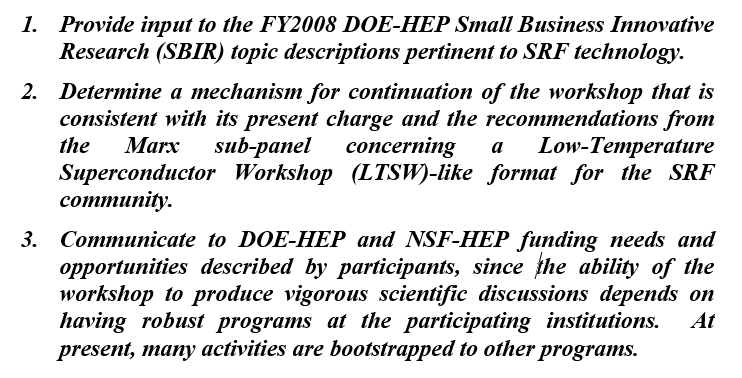 1. Provide input to the FY2008 DOE-HEP Small Business Innovative
Research (SBIR) topic descriptions pertinent to SRF technology.
2. Determine a mechanism for continuation of the workshop that is
consistent with its present charge and the recommendations from
the Marx sub-panel concerning a Low-Temperature
Superconductor Workshop (LTSW)-like format for the SRF
community.
3. Communicate to DOE-HEP and NSF-HEP funding needs and
opportunities described by participants, since the ability of the
workshop to produce vigorous scientific discussions depends on
having robust programs at the participating institutions. At
present, many activities are bootstrapped to other programs.